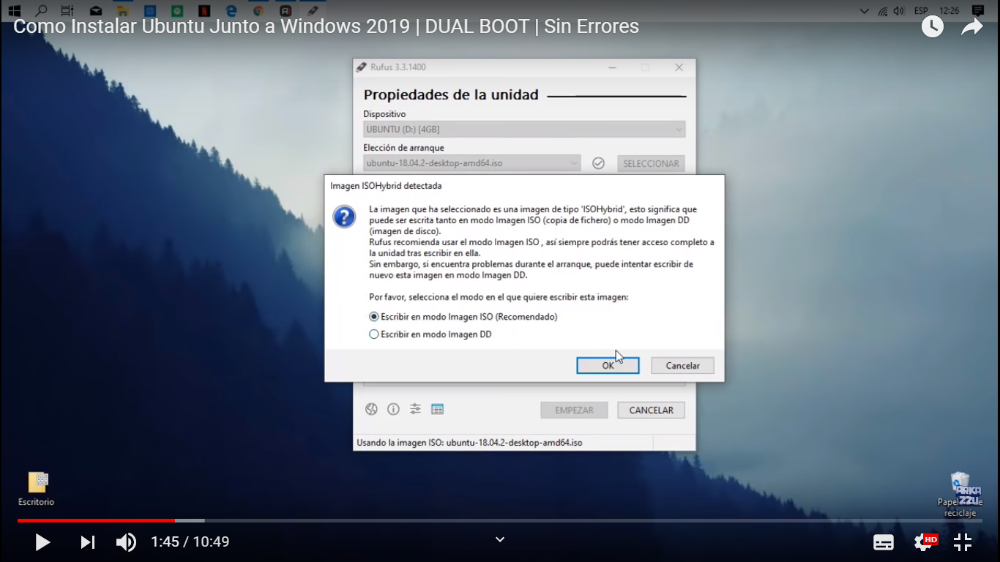 ESP
12:26
Como Instalar Ubuntu Junto a Windows 2019 | DUAL BOOT | Sin Errores
Rufus 3.3.1400
Propiedades de la unidad
Dispositivo
UBUNTU (D:) [4GB]
Elección de arranque
ubuntu-18.04.2-desktop-amd64.iso
SELECCIONAR
Imagen ISOHybrid detectada
La imagen que ha seleccionado es una imagen de tipo 'ISOHybrid', esto significa que
puede ser escrita tanto en modo Imagen ISO (copia de fichero) o modo Imagen DD
(imagen de disco).
Rufus recomienda usar el modo Imagen ISO , así siempre podrás tener acceso completo a
la unidad tras escribir en ella.
Sin embargo, si encuentra problemas durante el arranque, puede intentar escribir de
nuevo esta imagen en modo Imagen DD.
Por favor, selecciona el modo en el que quiere escribir esta imagen:
Escribir en modo Imagen ISO (Recomendado)
Escribir en modo Imagen DD
OK
Cancelar
EMPEZAR
CANCELAR
Usando la imagen ISO: ubuntu-18.04.2-desktop-amd64.iso
Escritorio
ARKA
ZZU
reciclaje
1:45 / 10:49
HD